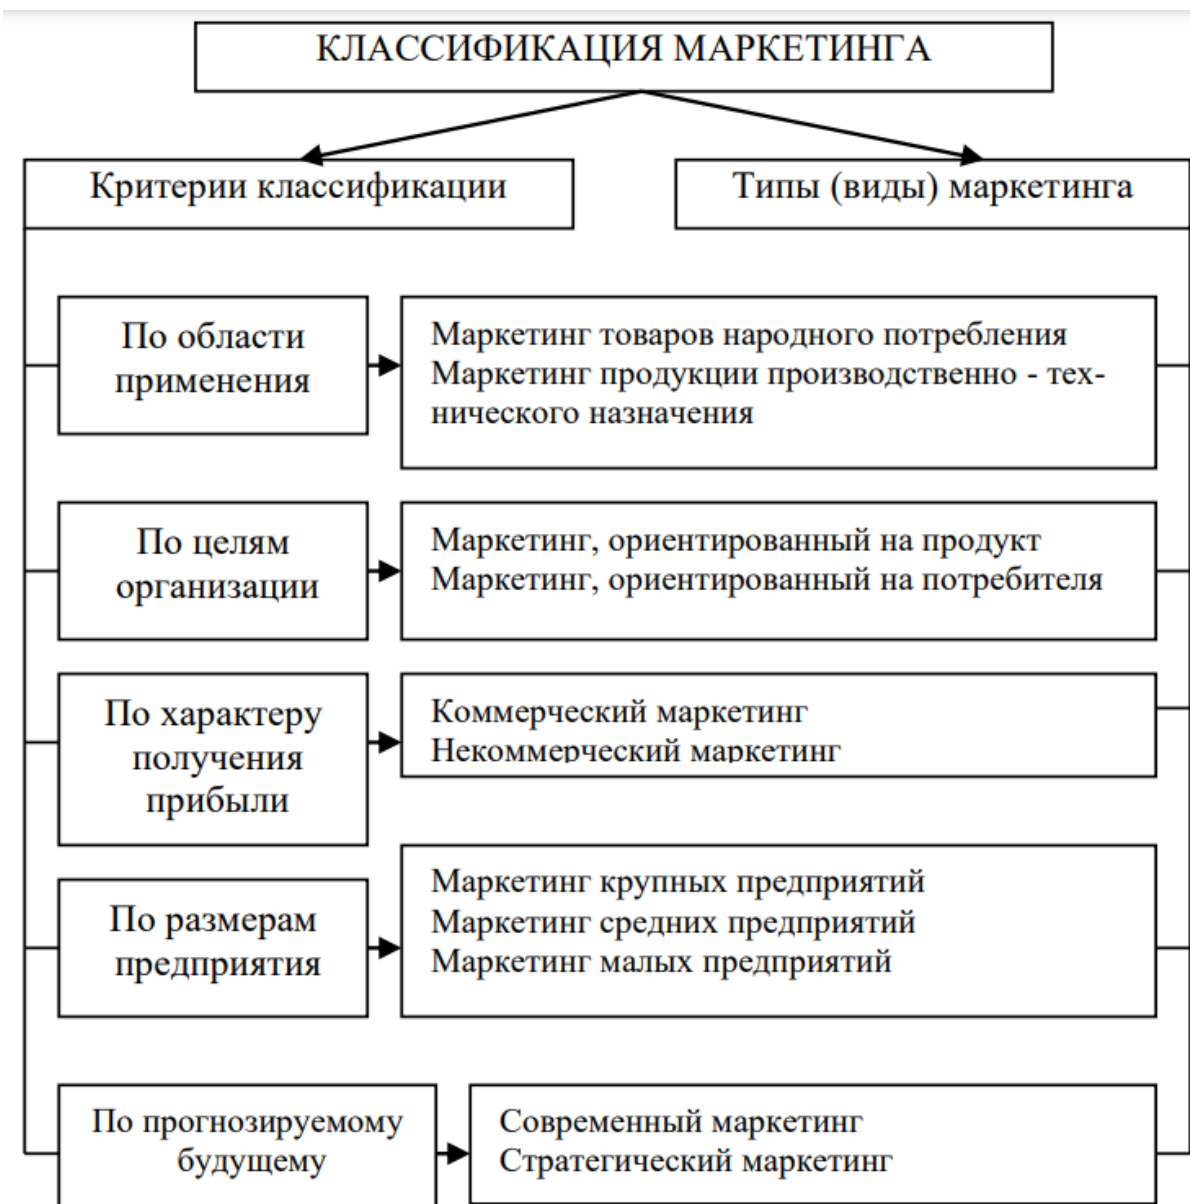 КЛАССИФИКАЦИЯ МАРКЕТИНГА
Критерии классификации
Типы (виды) маркетинга
По области
применения
Маркетинг товаров народного потребления
Маркетинг продукции производственно - тех-
нического назначения
По целям
организации
Маркетинг, ориентированный на продукт
Маркетинг, ориентированный на потребителя
По характеру
получения
прибыли
Коммерческий маркетинг
Некоммерческий маркетинг
По размерам
предприятия
Маркетинг крупных предприятий
Маркетинг средних предприятий
Маркетинг малых предприятий
По прогнозируемому
будущему
Современный маркетинг
Стратегический маркетинг